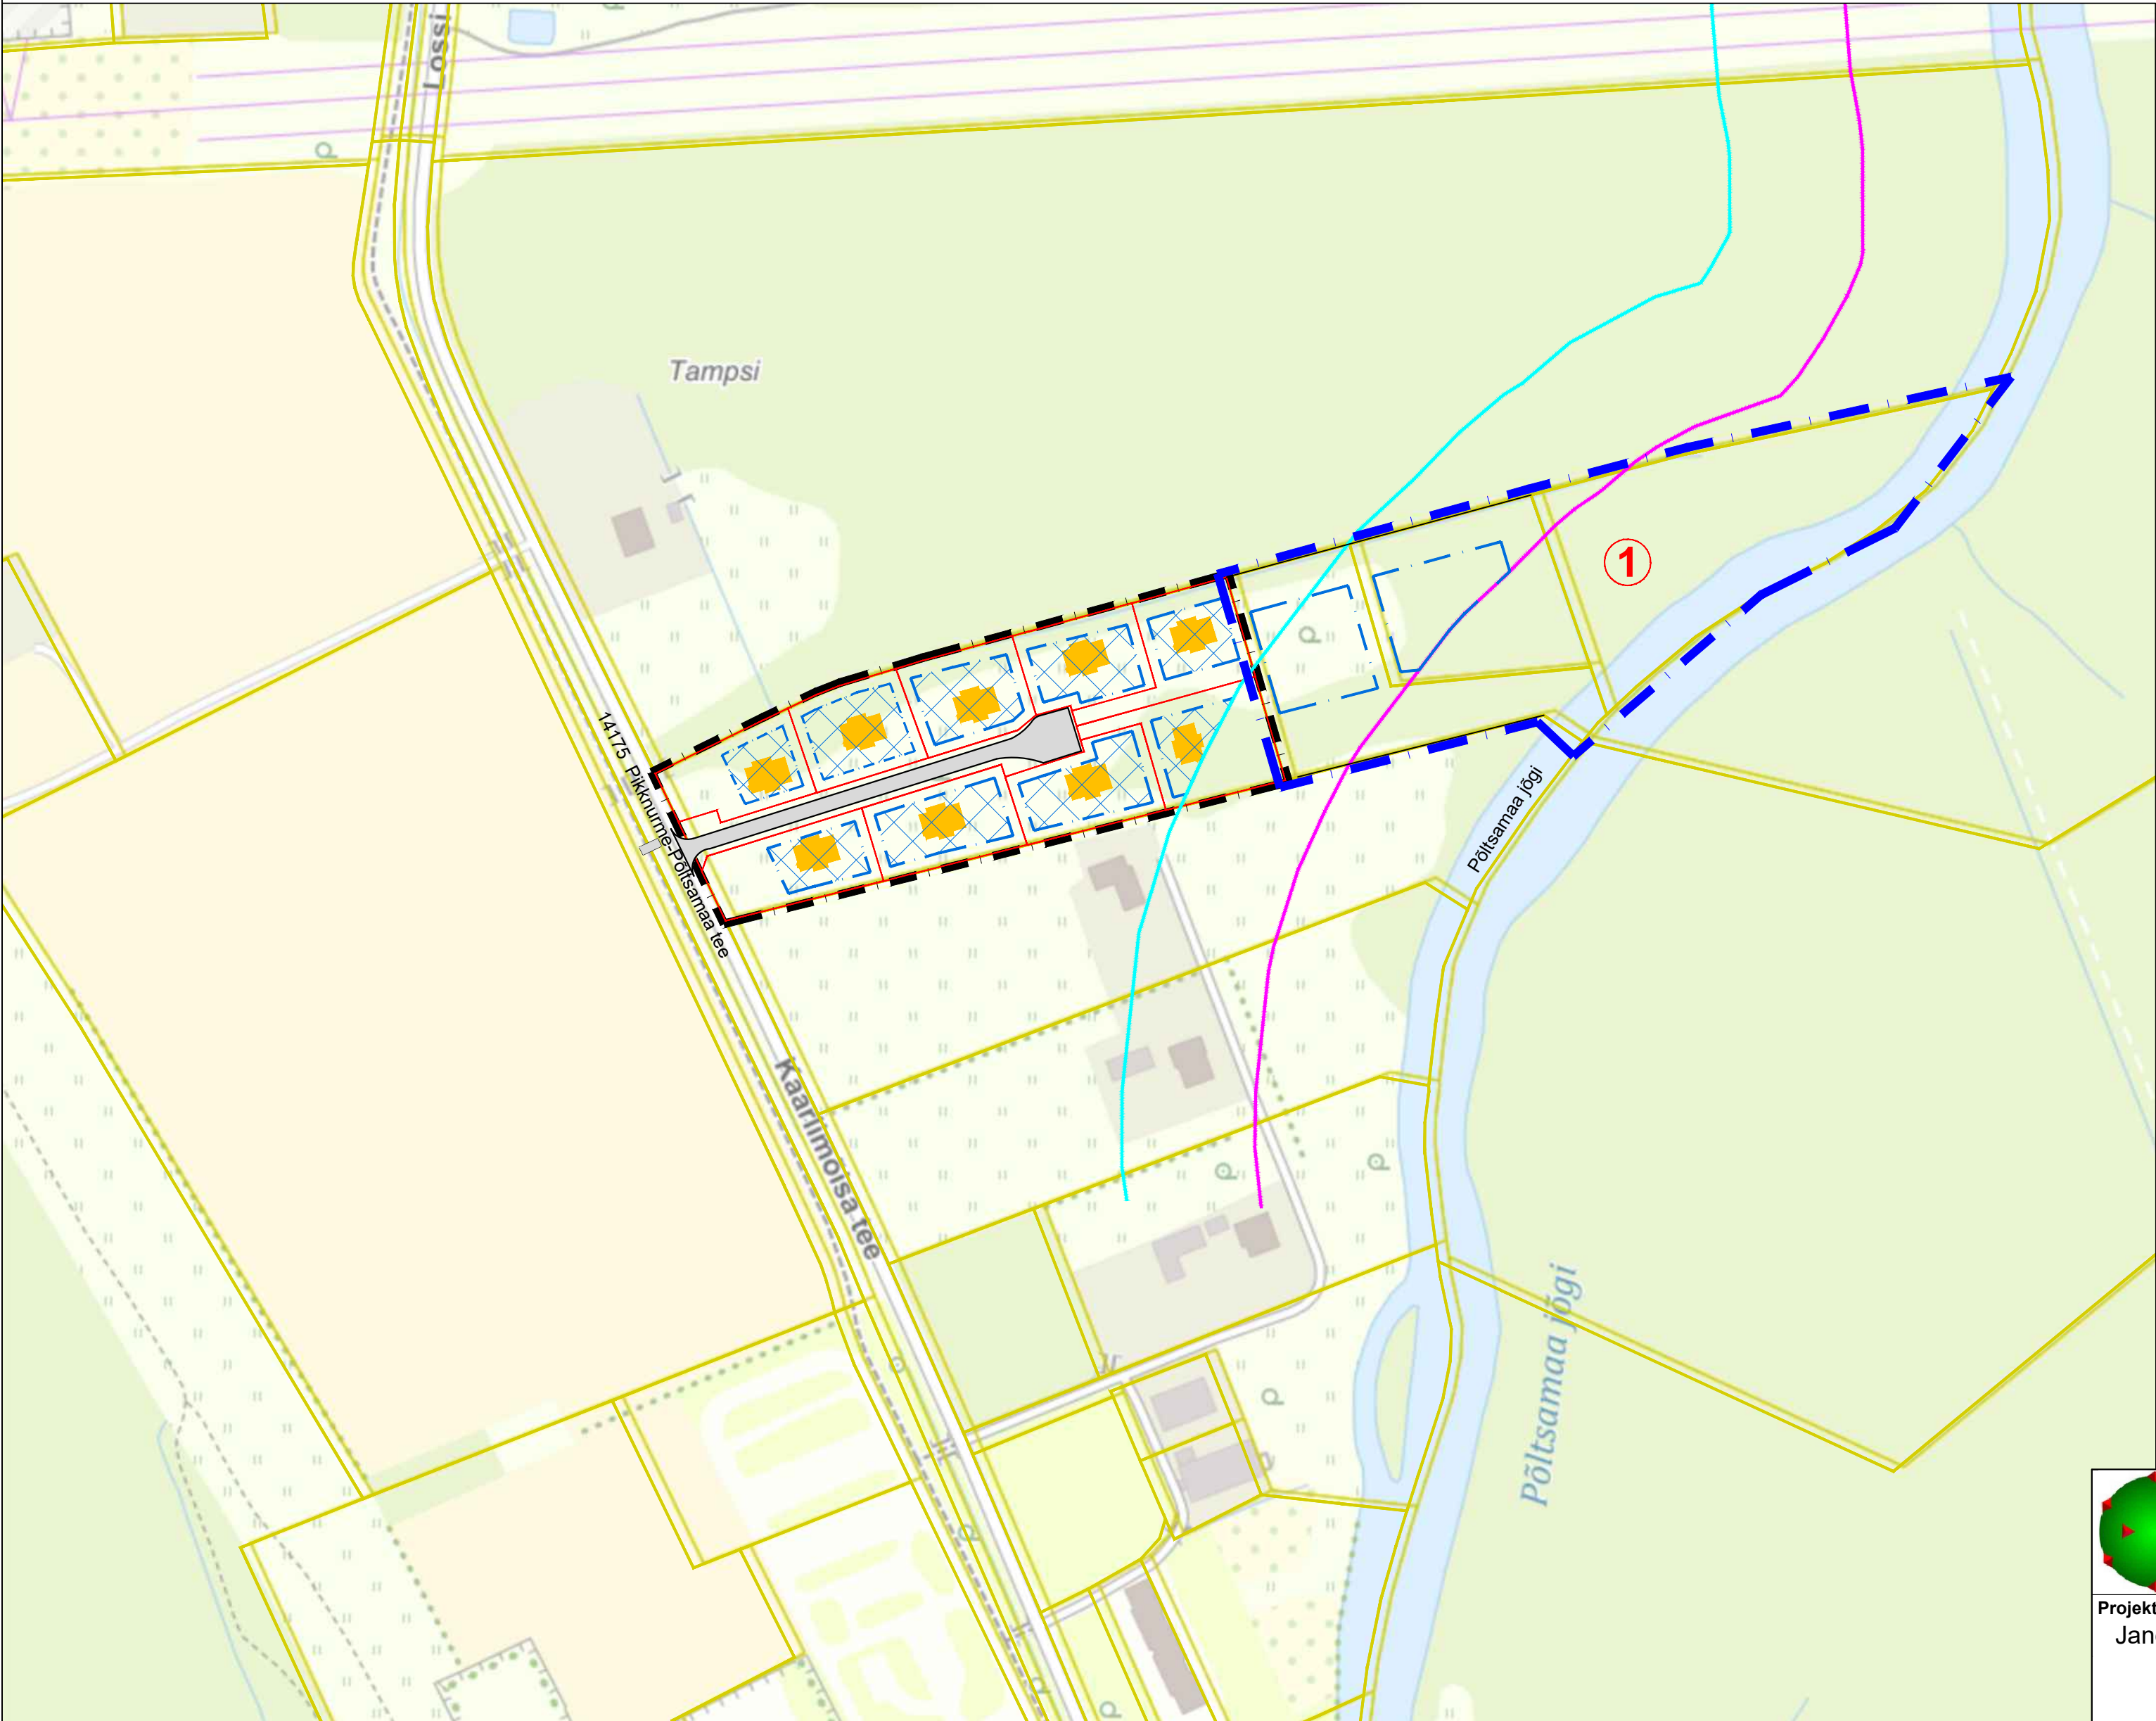 Lossi
Tampsi
1
14175 Pikknurme-Põltsamaa tee
Põltsamaa jõgi
Kaarlimõisa tee
Põltsamaa jõgi
Projekt
Jan